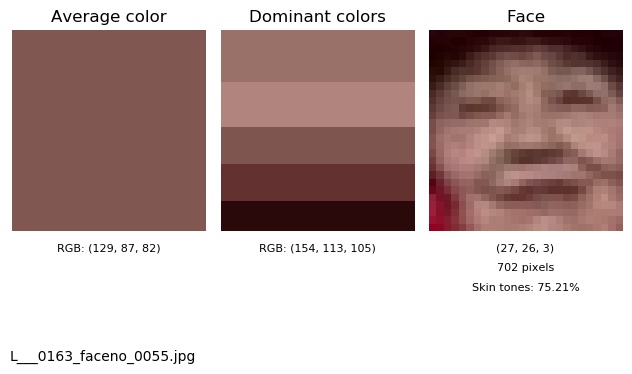 Average color
Dominant colors
Face
RGB: (129, 87, 82)
RGB: (154, 113, 105)
(27, 26, 3)
702 pixels
Skin tones: 75.21%
L___0163_faceno_0055.jpg